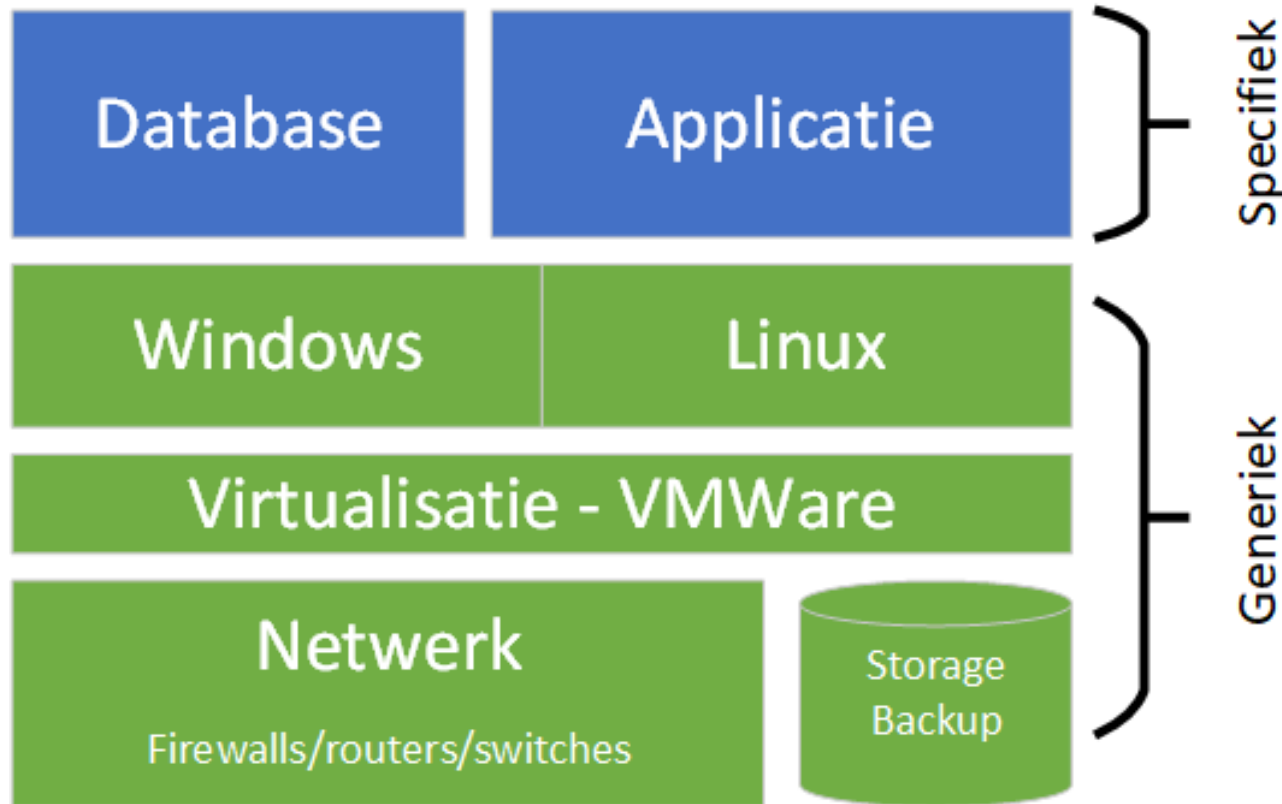 Database
Applicatie
Specifiek
Windows
Linux
Virtualisatie - VMWare
Generiek
Netwerk
Firewalls/routers/switches
Storage
Backup